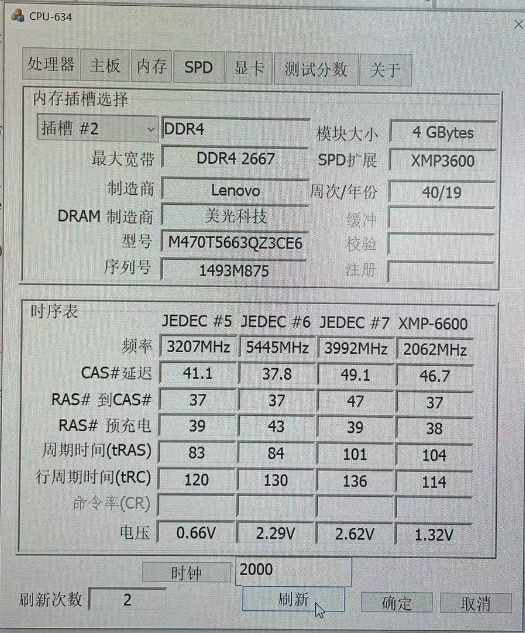 CPU-634
处理器 主板 内存 SPD 显卡 测试分数 关于
内存插槽选择
插槽 #2 DDR4 模块大小 4 GBytes
最大宽带 DDR4 2667 SPD扩展 XMP3600
制造商 Lenovo 周次/年份 40/19
DRAM 制造商 美光科技 缓冲
型号 M470T5663QZ3CE6 校验
序列号 1493M875 注册
时序表
JEDEC #5 JEDEC #6 JEDEC #7 XMP-6600
频率 3207MHz 5445MHz 3992MHz 2062MHz
CAS#延迟 41.1 37.8 49.1 46.7
RAS# 到CAS# 37 37 47 37
RAS# 预充电 39 43 39 38
周期时间(tRAS) 83 84 101 104
行周期时间(tRC) 120 130 136 114
命令率(CR)
电压 0.66V 2.29V 2.62V 1.32V
时钟 2000
刷新次数 2 刷新 确定 取消